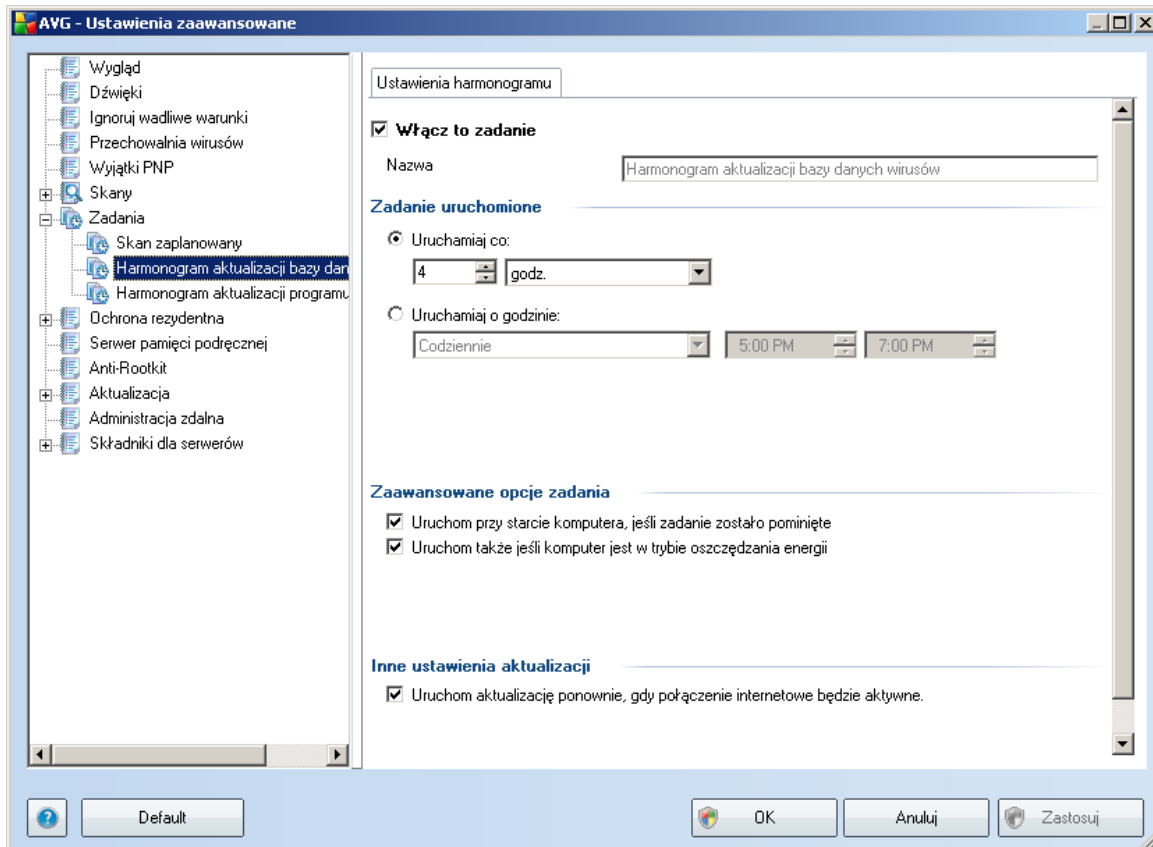 AVG - Ustawienia zaawansowane
Wygląd
Dźwięki
Ignoruj wadliwe warunki
Przechowalnia wirusów
Wyjątki PNP
Skany
Zadania
Skan zaplanowany
Harmonogram aktualizacji bazy dan
Harmonogram aktualizacji programu
Ochrona rezydentna
Serwer pamięci podręcznej
Anti-Rootkit
Aktualizacja
Administracja zdalna
Składniki dla serwerów
Ustawienia harmonogramu
Włącz to zadanie
Nazwa
Harmonogram aktualizacji bazy danych wirusów
Zadanie uruchomione
Uruchamiaj co:
4
godz.
Uruchamiaj o godzinie:
Codziennie
5:00 PM
7:00 PM
Zaawansowane opcje zadania
Uruchom przy starcie komputera, jeśli zadanie zostało pominięte
Uruchom także jeśli komputer jest w trybie oszczędzania energii
Inne ustawienia aktualizacji
Uruchom aktualizację ponownie, gdy połączenie internetowe będzie aktywne.
Default
OK
Anuluj
Zastosuj